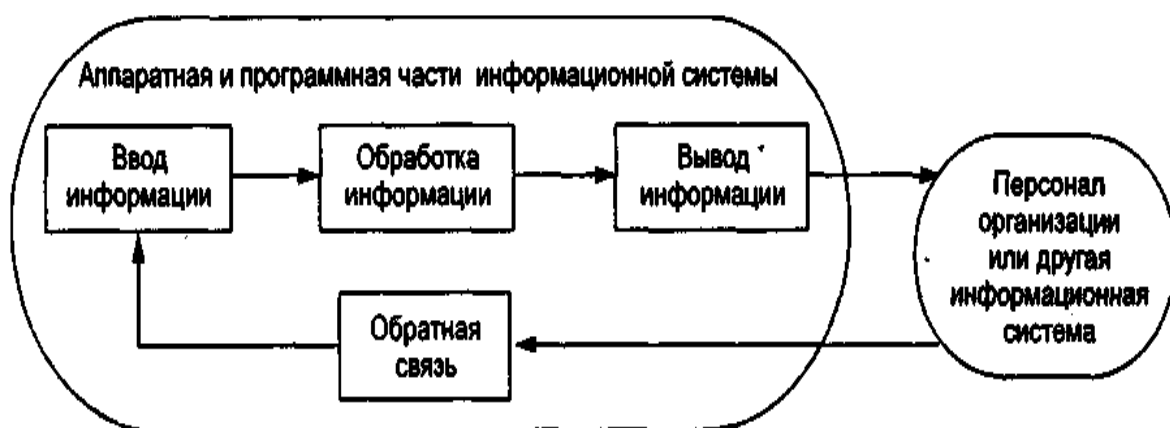 Аппаратная и программная части информационной системы
Ввод
информации
Обработка
информации
Вывод
информации
Персонал
организации
или другая
информационная
система
Обратная
связь